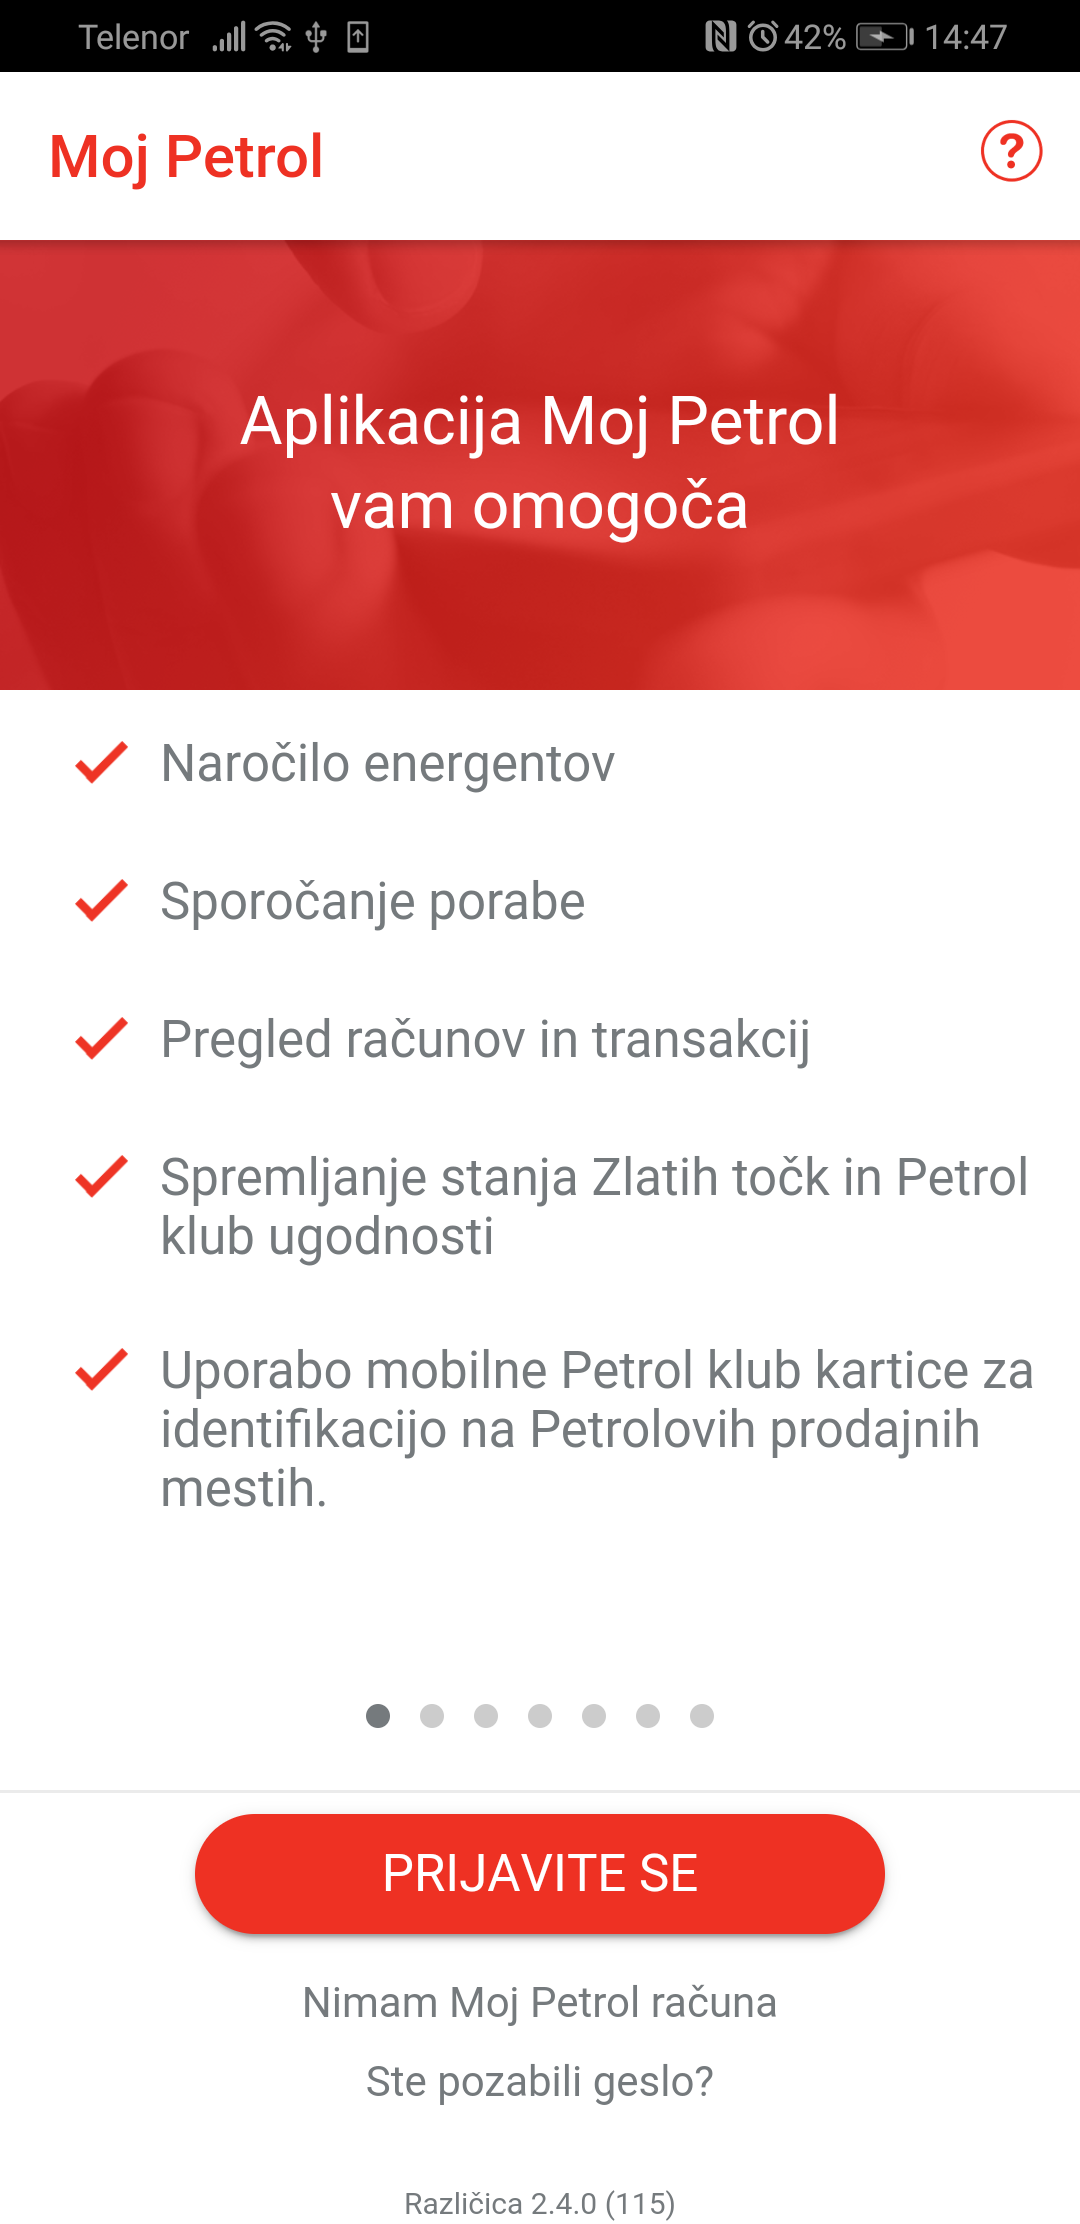 Telenor 42% 14:47
Moj Petrol ?
Aplikacija Moj Petrol
vam omogoča
Naročilo energentov
Sporočanje porabe
Pregled računov in transakcij
Spremljanje stanja Zlatih točk in Petrol
klub ugodnosti
Uporabo mobilne Petrol klub kartice za
identifikacijo na Petrolovih prodajnih
mestih.
PRIJAVITE SE
Nimam Moj Petrol računa
Ste pozabili geslo?
Različica 2.4.0 (115)